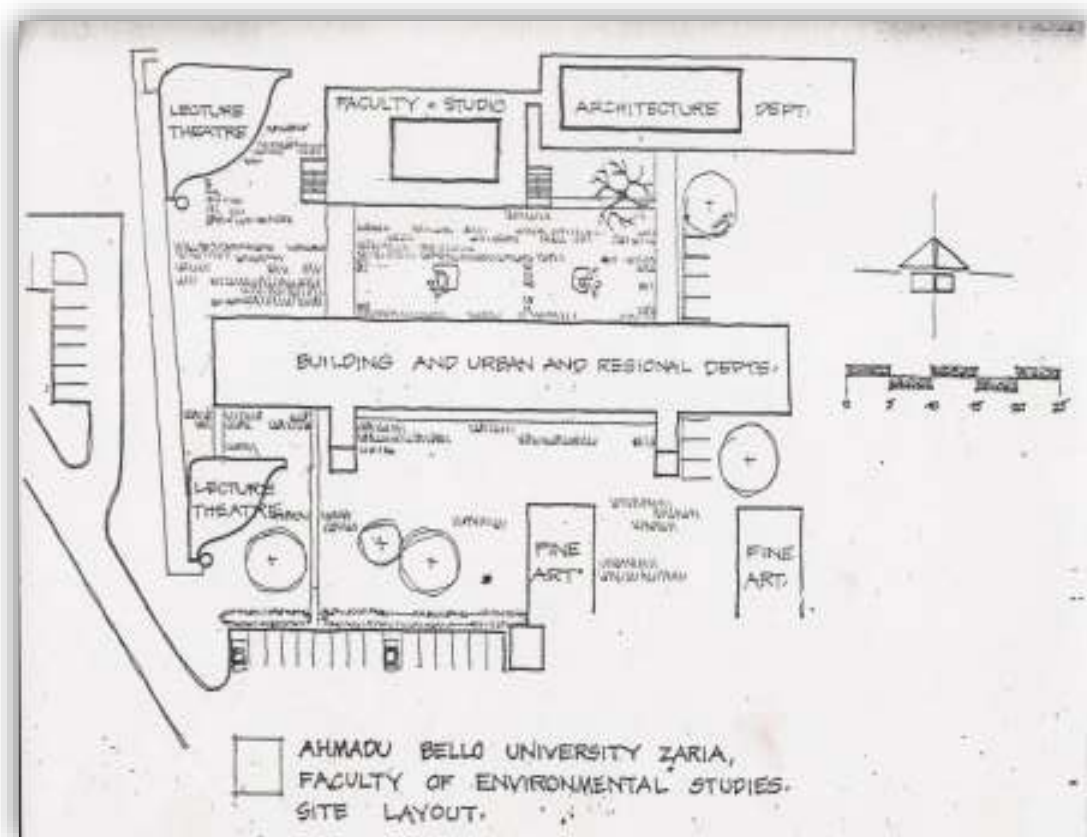 LECTURE
THEATRE
FACULTY & STUDIO
ARCHITECTURE DEPT.
BUILDING AND URBAN AND REGIONAL DEPTS.
LECTURE
THEATRE
FINE
ART
FINE
ART.
AHMADU BELLO UNIVERSITY ZARIA,
FACULTY OF ENVIRONMENTAL STUDIES.
SITE LAYOUT.